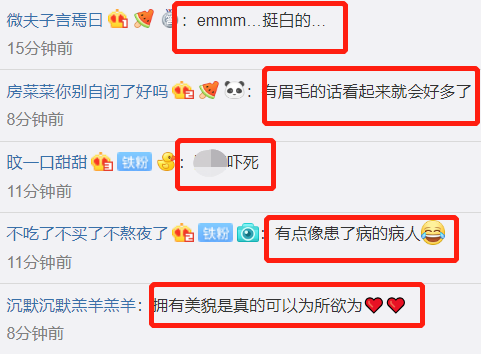 微夫子言焉曰：emmm...挺白的...
15分钟前
房菜菜你别自闭了好吗：有眉毛的话看起来就会好多了
8分钟前
旼一口甜甜 铁粉：吓死
11分钟前
不吃了不买了不熬夜了 铁粉：有点像患了病的病人
11分钟前
沉默沉默羔羊羔羊：拥有美貌是真的可以为所欲为
8分钟前